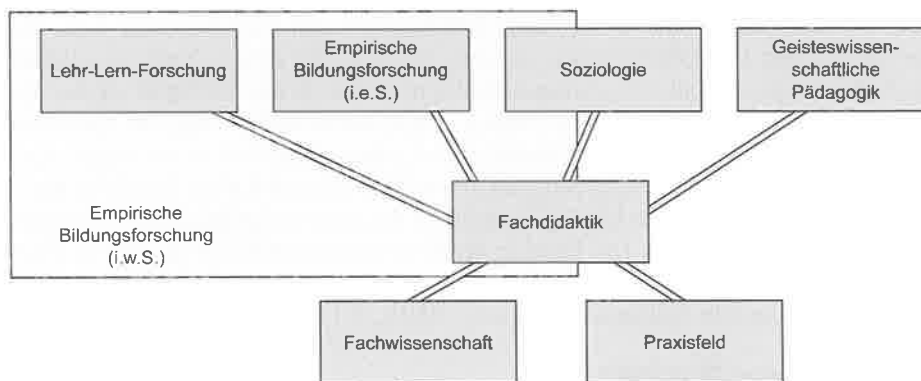 Lehr-Lern-Forschung
Empirische
Bildungsforschung
(i.e.S.)
Soziologie
Geisteswissen-
schaftliche
Pädagogik
Empirische
Bildungsforschung
(i.w.S.)
Fachdidaktik
Fachwissenschaft
Praxisfeld